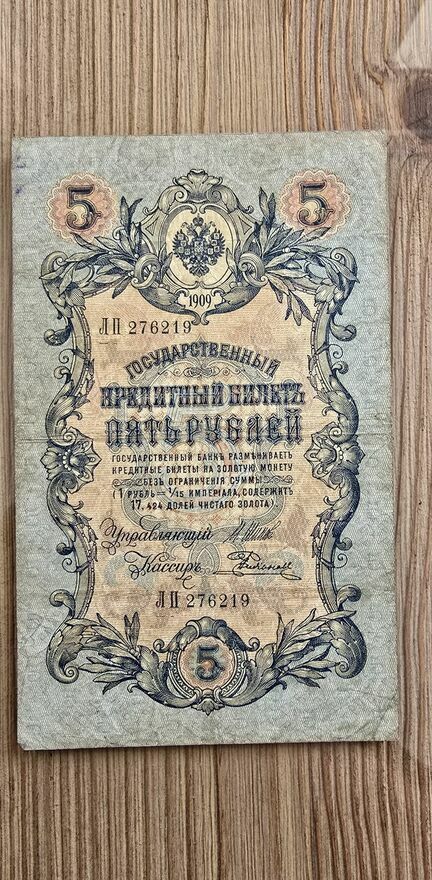 5 5
1909
ЛП 276219
ГОСУДАРСТВЕННЫЙ
КРЕДИТНЫЙ БИЛЕТЪ
ПЯТЬ РУБЛЕЙ
ГОСУДАРСТВЕННЫЙ БАНКЪ РАЗМѢНИВАЕТЪ
КРЕДИТНЫЕ БИЛЕТЫ НА ЗОЛОТУЮ МОНЕТУ
БЕЗЪ ОГРАНИЧЕНІЯ СУММЫ
(1 РУБЛЬ = 1/15 ИМПЕРІАЛА, СОДЕРЖИТЪ
17,424 ДОЛЕЙ ЧИСТАГО ЗОЛОТА).
Управляющій
Кассиръ
ЛП 276219
5